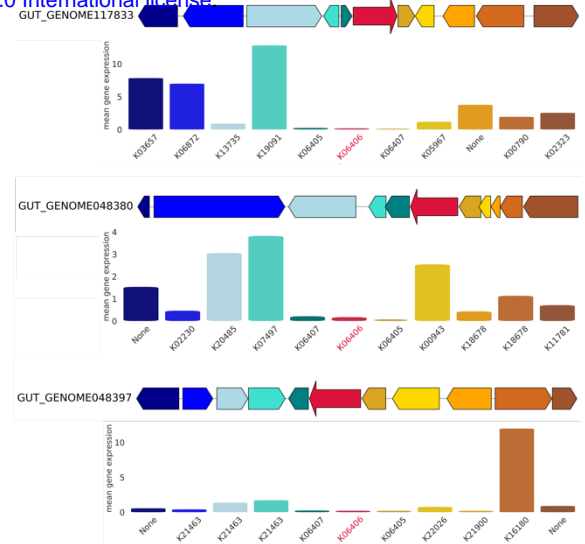 .0 International license.
GUT_GENOME117833
mean gene expression
10
5
0
K03657 K06872 K13735 K19091 K06405 K06406 K06407 K05967 None K00790 K02323
GUT_GENOME048380
mean gene expression
4
3
2
1
0
None K02230 K20485 K07497 K06407 K06406 K06405 K00943 K18678 K18678 K11781
GUT_GENOME048397
mean gene expression
10
5
0
None K21463 K21463 K21463 K06407 K06406 K06405 K22026 K21900 K16180 None